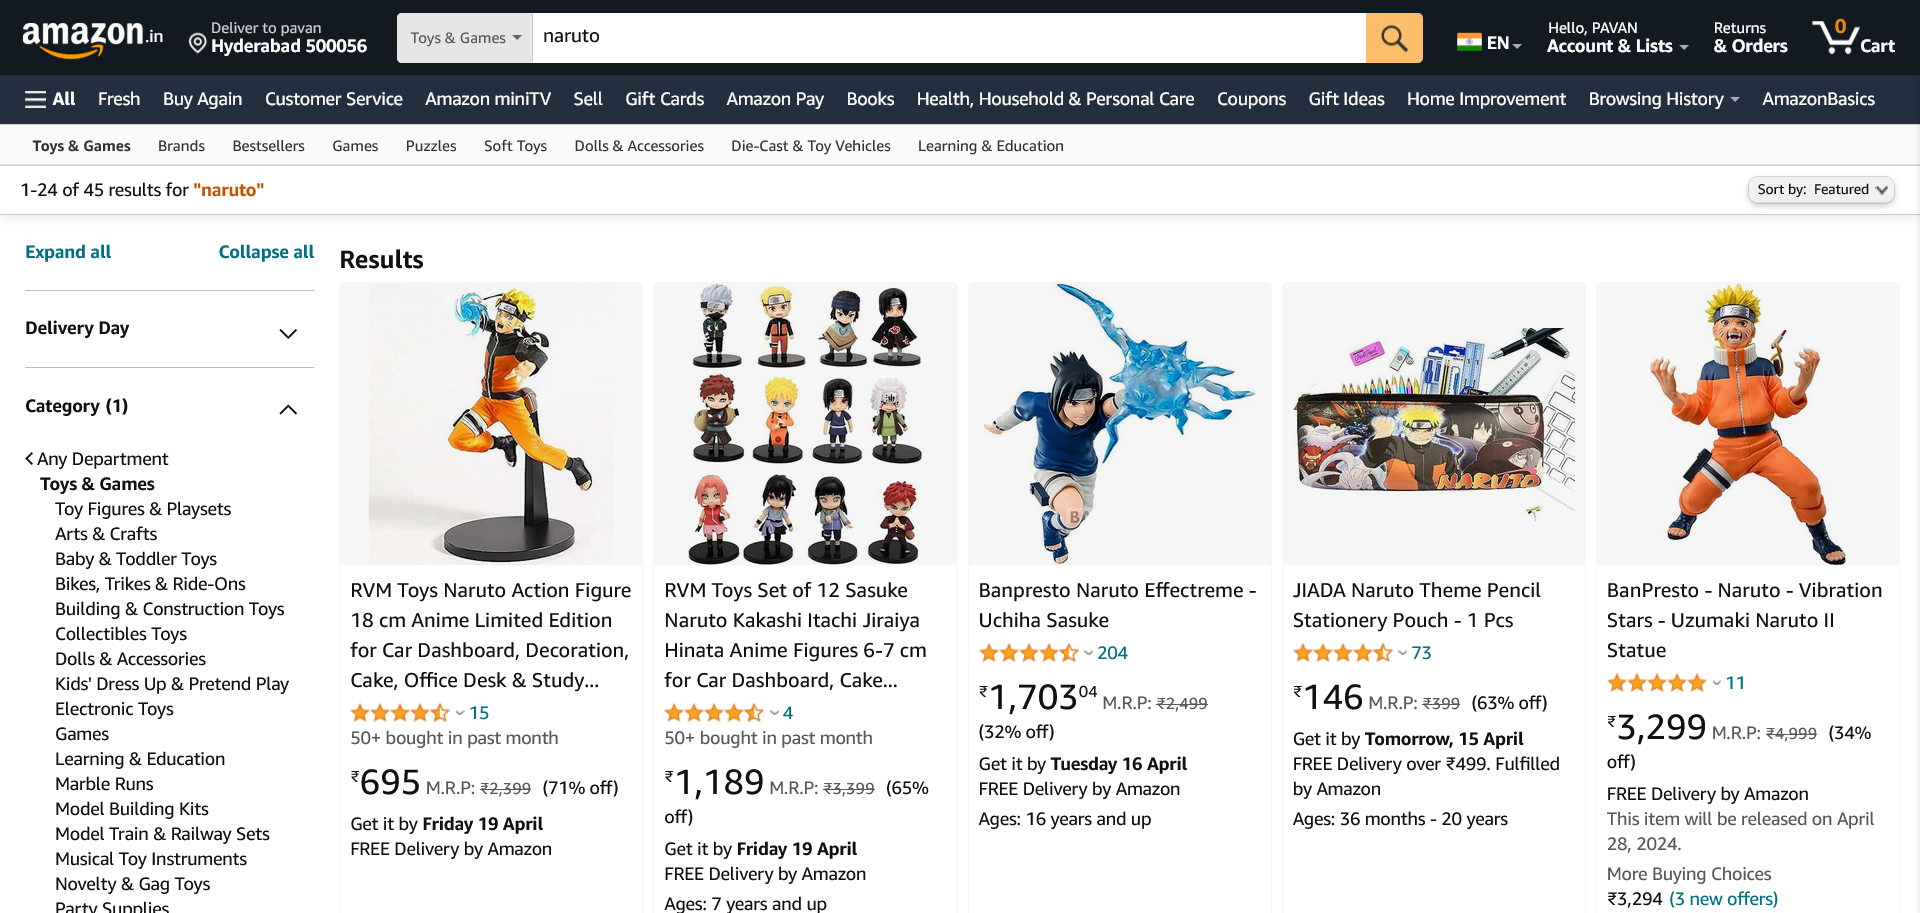 amazon.in
Deliver to pavan
Hyderabad 500056
Toys & Games
naruto
EN
Hello, PAVAN
Account & Lists
Returns
& Orders
0
Cart
All
Fresh
Buy Again
Customer Service
Amazon miniTV
Sell
Gift Cards
Amazon Pay
Books
Health, Household & Personal Care
Coupons
Gift Ideas
Home Improvement
Browsing History
AmazonBasics
Toys & Games
Brands
Bestsellers
Games
Puzzles
Soft Toys
Dolls & Accessories
Die-Cast & Toy Vehicles
Learning & Education
1-24 of 45 results for "naruto"
Sort by: Featured
Expand all
Collapse all
Delivery Day
Category (1)
Any Department
Toys & Games
Toy Figures & Playsets
Arts & Crafts
Baby & Toddler Toys
Bikes, Trikes & Ride-Ons
Building & Construction Toys
Collectibles Toys
Dolls & Accessories
Kids' Dress Up & Pretend Play
Electronic Toys
Games
Learning & Education
Marble Runs
Model Building Kits
Model Train & Railway Sets
Musical Toy Instruments
Novelty & Gag Toys
Party Supplies
Results
RVM Toys Naruto Action Figure
18 cm Anime Limited Edition
for Car Dashboard, Decoration,
Cake, Office Desk & Study...
15
50+ bought in past month
₹695 M.R.P: ₹2,399 (71% off)
Get it by Friday 19 April
FREE Delivery by Amazon
RVM Toys Set of 12 Sasuke
Naruto Kakashi Itachi Jiraiya
Hinata Anime Figures 6-7 cm
for Car Dashboard, Cake...
4
50+ bought in past month
₹1,189 M.R.P: ₹3,399 (65%
off)
Get it by Friday 19 April
FREE Delivery by Amazon
Ages: 7 years and up
Banpresto Naruto Effectreme -
Uchiha Sasuke
204
₹1,70304 M.R.P: ₹2,499
(32% off)
Get it by Tuesday 16 April
FREE Delivery by Amazon
Ages: 16 years and up
NARUTO
JIADA Naruto Theme Pencil
Stationery Pouch - 1 Pcs
73
₹146 M.R.P: ₹399 (63% off)
Get it by Tomorrow, 15 April
FREE Delivery over ₹499. Fulfilled
by Amazon
Ages: 36 months - 20 years
BanPresto - Naruto - Vibration
Stars - Uzumaki Naruto II
Statue
11
₹3,299 M.R.P: ₹4,999 (34%
off)
FREE Delivery by Amazon
This item will be released on April
28, 2024.
More Buying Choices
₹3,294 (3 new offers)